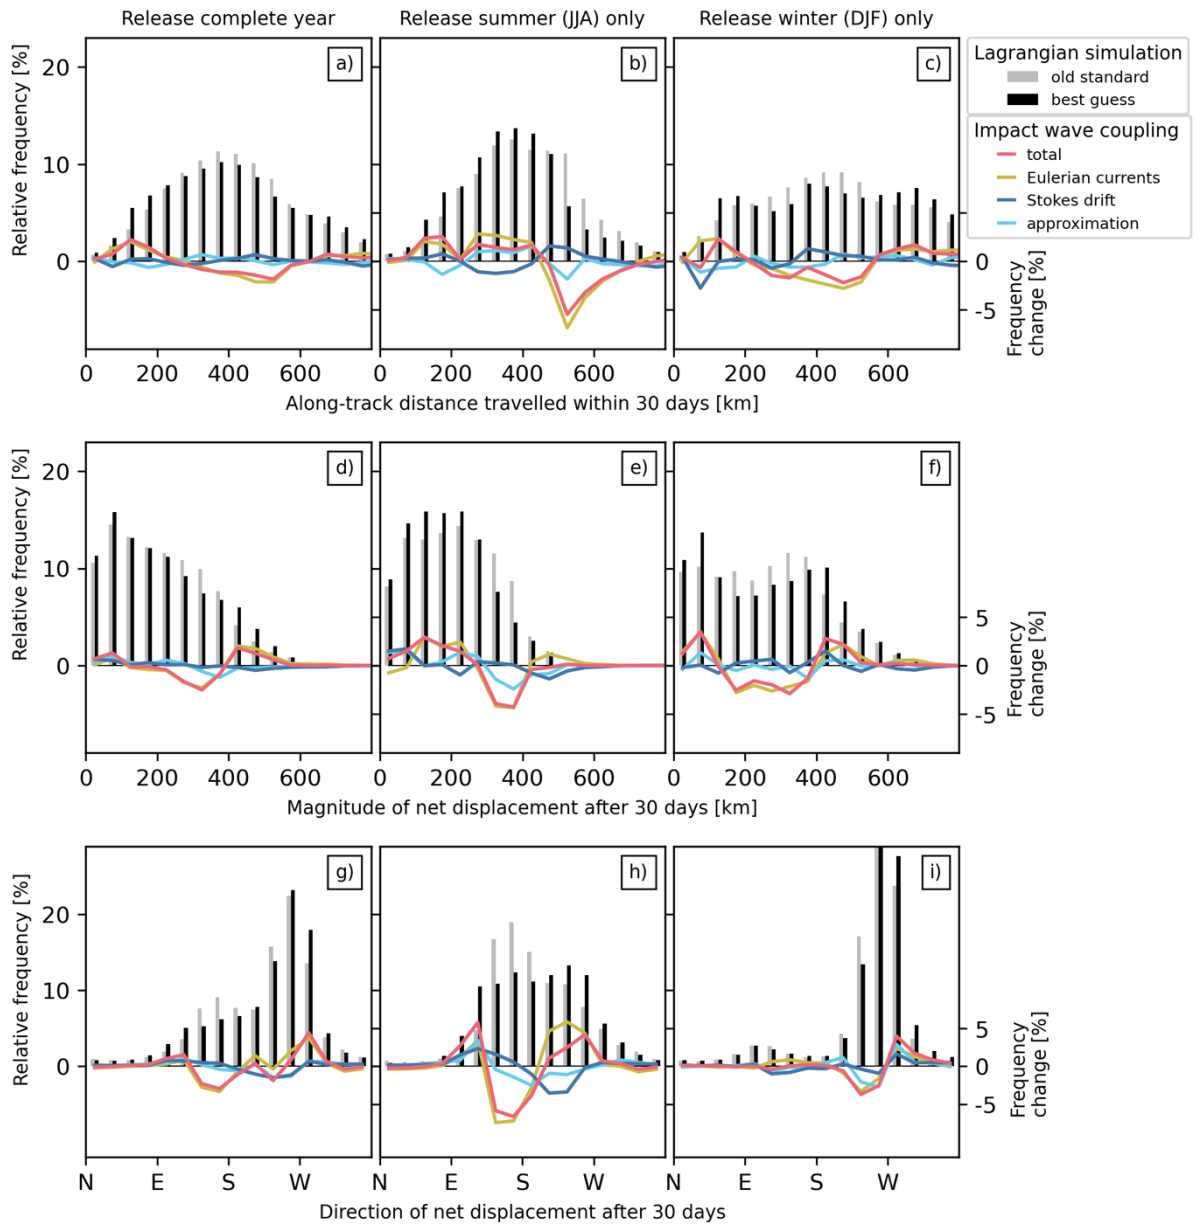 Release complete year
Release summer (JJA) only
Release winter (DJF) only
Relative frequency [%]
20
10
0
a)
b)
c)
Lagrangian simulation
old standard
best guess
Impact wave coupling
total
Eulerian currents
Stokes drift
approximation
0
-5
Frequency
change [%]
0 200 400 600
0 200 400 600
0 200 400 600
Along-track distance travelled within 30 days [km]
Relative frequency [%]
20
10
0
d)
e)
f)
5
0
-5
Frequency
change [%]
0 200 400 600
0 200 400 600
0 200 400 600
Magnitude of net displacement after 30 days [km]
Relative frequency [%]
20
10
0
g)
h)
i)
5
0
-5
Frequency
change [%]
N E S W
E S W
E S W
Direction of net displacement after 30 days